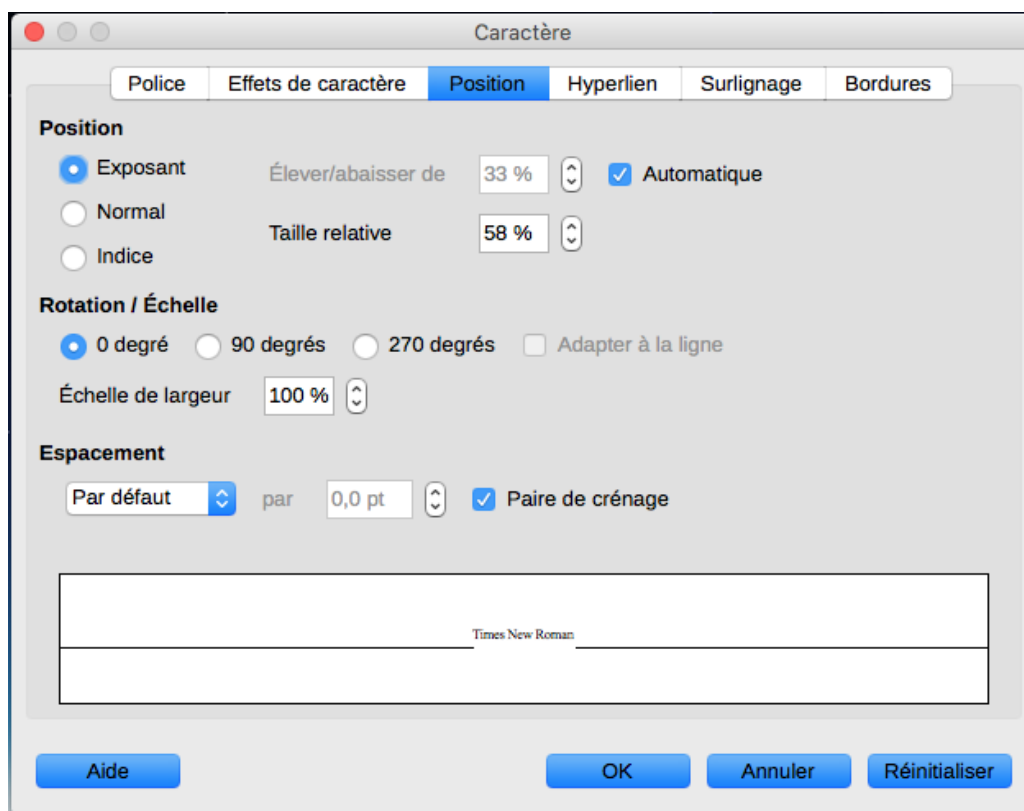 Caractère
Police Effets de caractère Position Hyperlien Surlignage Bordures
Position
Exposant Élever/abaisser de 33 % Automatique
Normal
Taille relative 58 %
Indice
Rotation / Échelle
0 degré 90 degrés 270 degrés Adapter à la ligne
Échelle de largeur 100 %
Espacement
Par défaut par 0,0 pt Paire de crénage
Times New Roman
Aide OK Annuler Réinitialiser